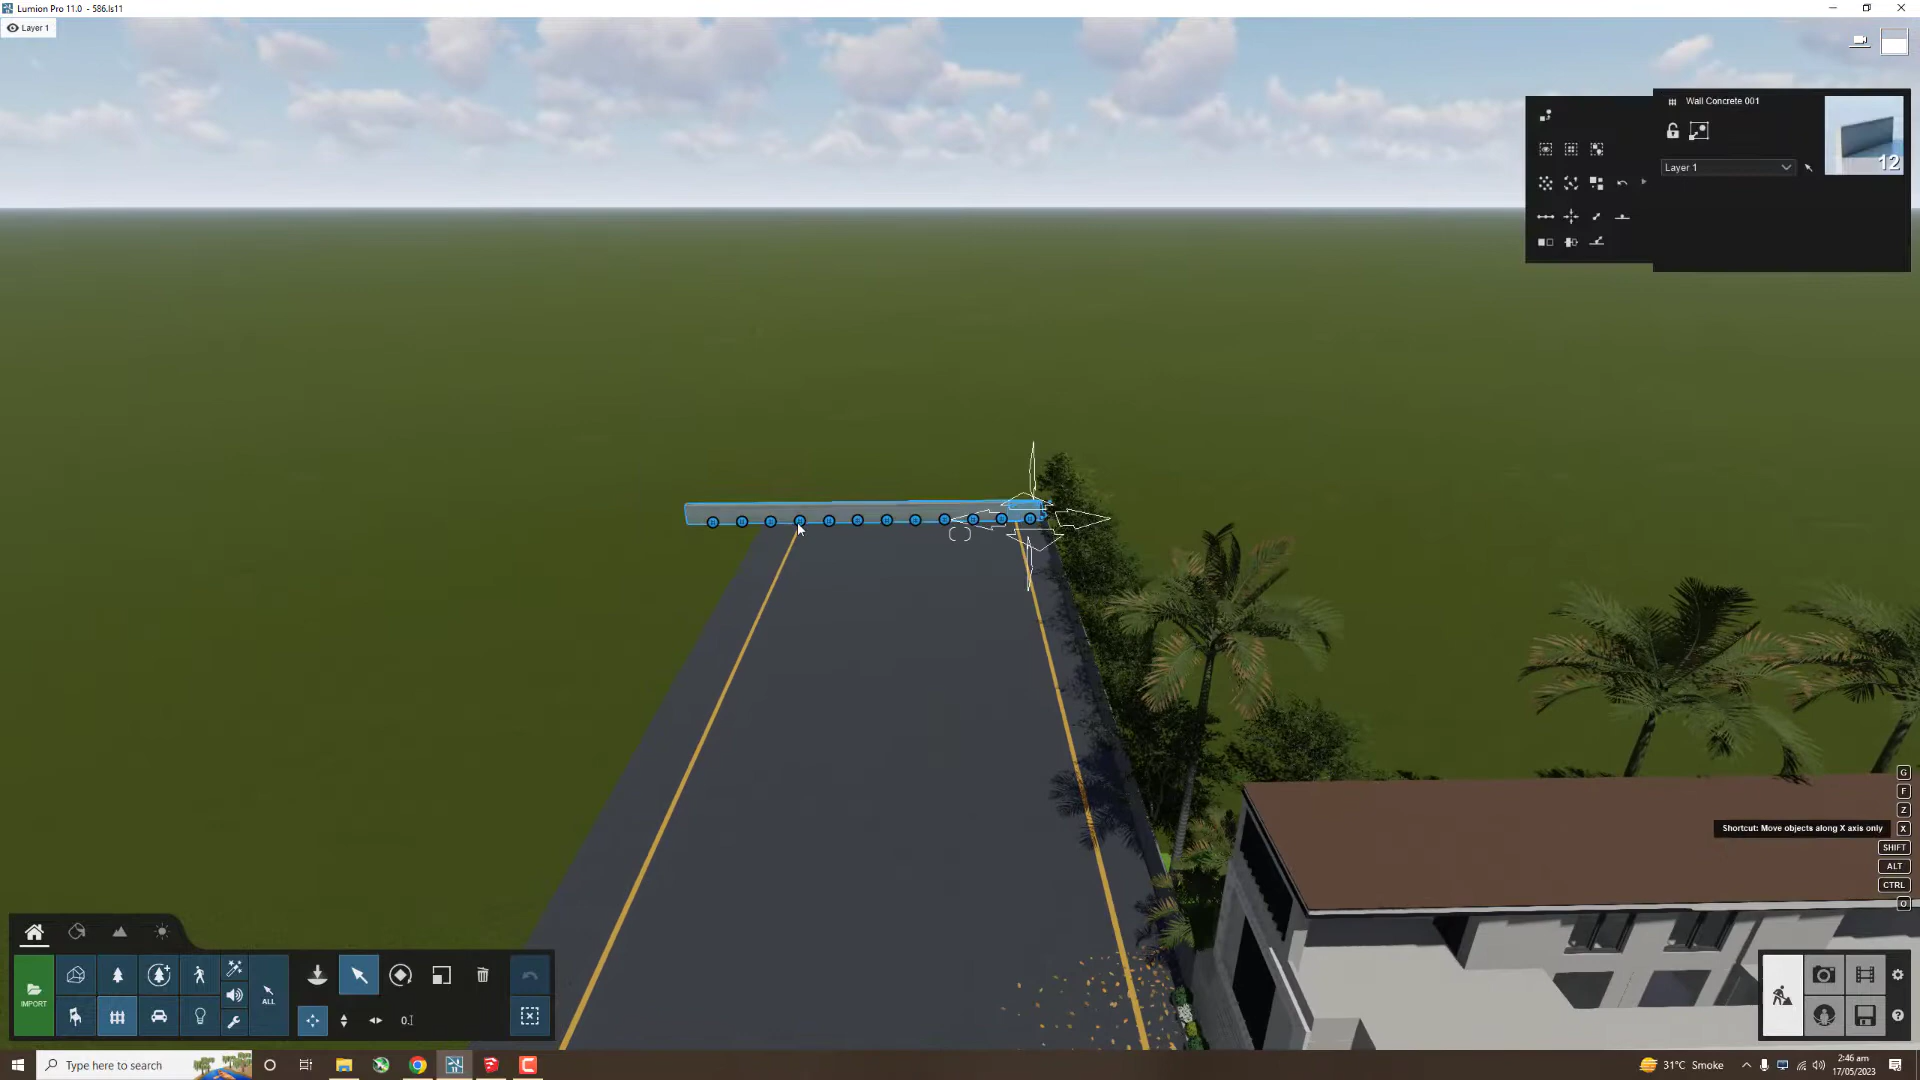 Lumion Pro 11.0 - 586.ls11
Layer 1
Wall Concrete 001
Layer 1
12
G
F
Z
Shortcut: Move objects along X axis only
X
SHIFT
ALT
CTRL
O
IMPORT
ALL
Type here to search
31°C Smoke
2:46 am
17/05/2023